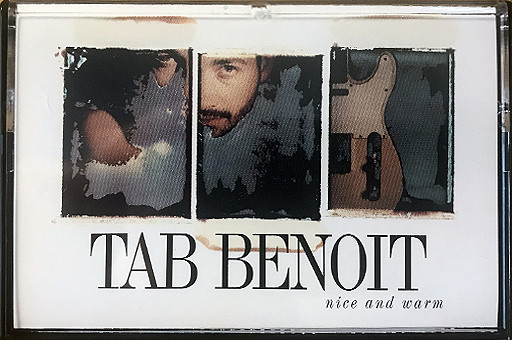 TAB BENOIT
nice and warm